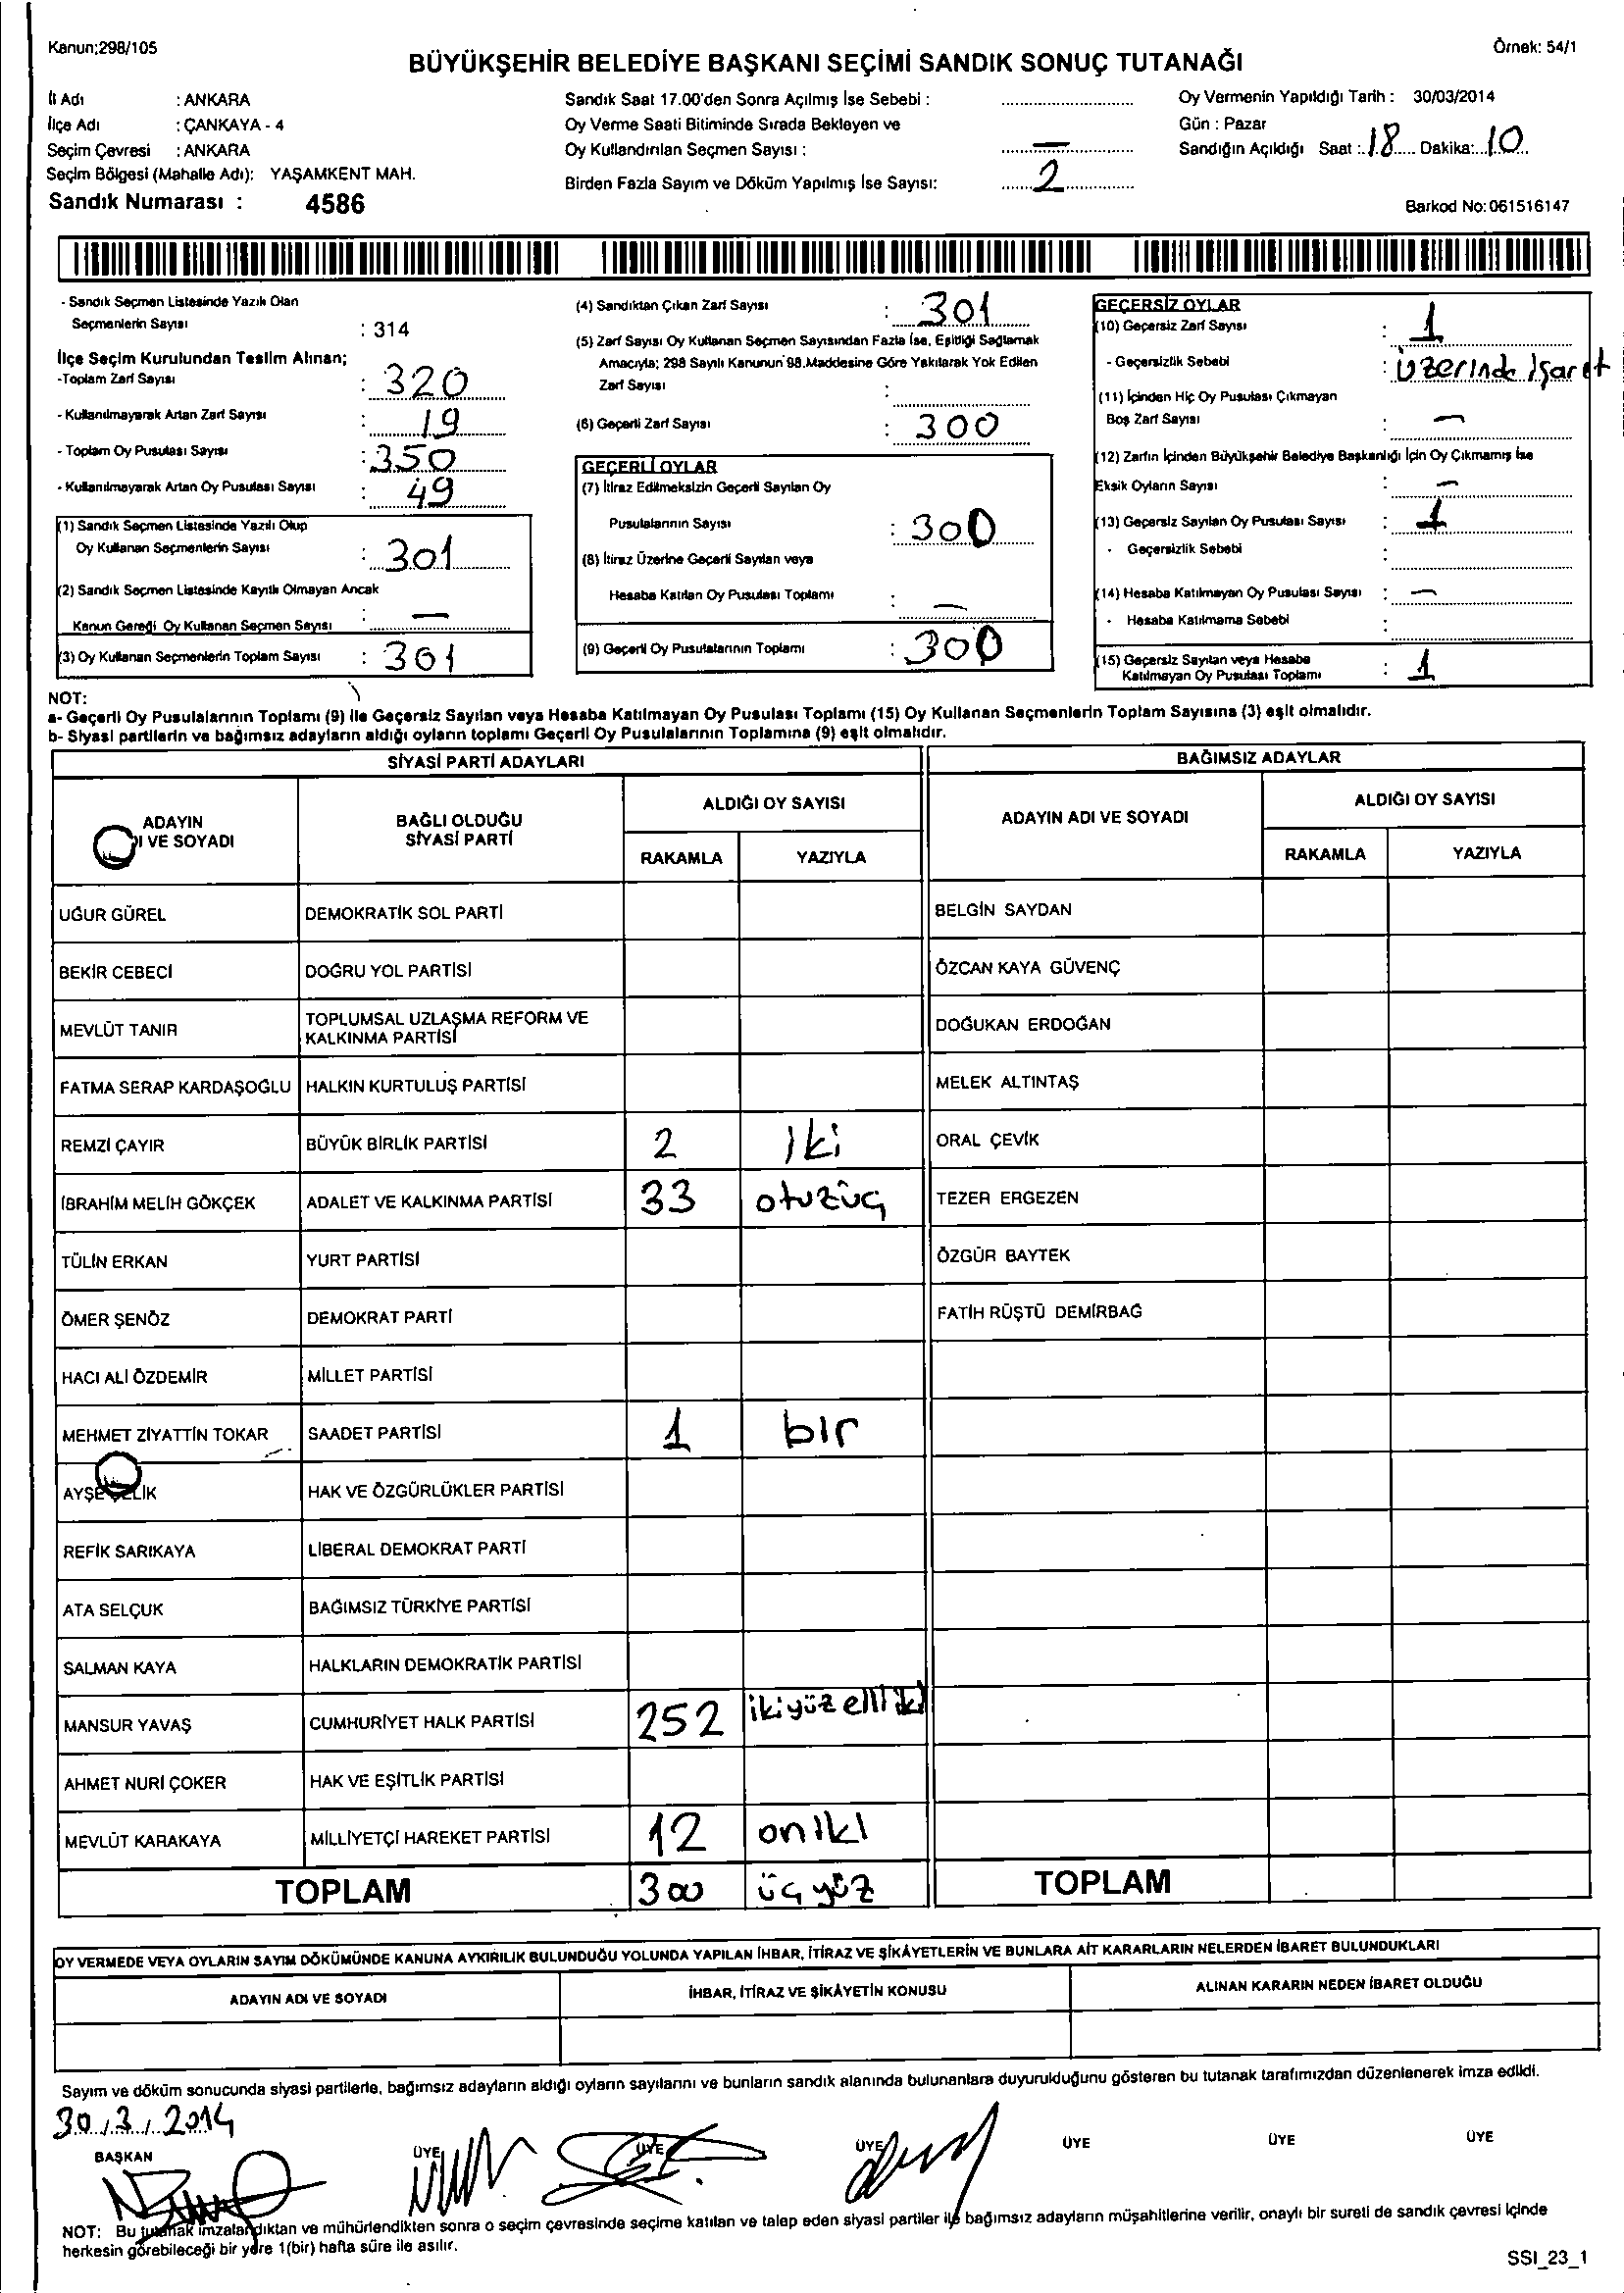 Kanun:298/105
Örnek: 54/1
BÜYÜKŞEHİR BELEDİYE BAŞKANI SEÇİMİ SANDIK SONUÇ TUTANAĞI
İl Adı : ANKARA
İlçe Adı : ÇANKAYA - 4
Seçim Çevresi : ANKARA
Seçim Bölgesi (Mahalle Adı): YAŞAMKENT MAH.
Sandık Numarası : 4586
Sandık Saat 17.00'den Sonra Açılmış İse Sebebi :
Oy Verme Saati Bitiminde Sırada Bekleyen ve
Oy Kullandırılan Seçmen Sayısı : —
Birden Fazla Sayım ve Döküm Yapılmış İse Sayısı: 2
Oy Vermenin Yapıldığı Tarih : 30/03/2014
Gün : Pazar
Sandığın Açıldığı Saat : 18 Dakika: 10
Barkod No: 061516147
- Sandık Seçmen Listesinde Yazılı Olan
Seçmenlerin Sayısı : 314
İlçe Seçim Kurulundan Teslim Alınan;
-Toplam Zarf Sayısı : 320
- Kullanılmayarak Artan Zarf Sayısı : 19
- Toplam Oy Pusulası Sayısı : 350
- Kullanılmayarak Artan Oy Pusulası Sayısı : 49
(1) Sandık Seçmen Listesinde Yazılı Olup
Oy Kullanan Seçmenlerin Sayısı : 301
(2) Sandık Seçmen Listesinde Kayıtlı Olmayan Ancak
Kanun Gereği Oy Kullanan Seçmen Sayısı : —
(3) Oy Kullanan Seçmenlerin Toplam Sayısı : 301
(4) Sandıktan Çıkan Zarf Sayısı : 301
(5) Zarf Sayısı Oy Kullanan Seçmen Sayısından Fazla İse, Eşitliği Sağlamak
Amacıyla; 298 Sayılı Kanunun 98.Maddesine Göre Yakılarak Yok Edilen
Zarf Sayısı :
(6) Geçerli Zarf Sayısı : 300
GEÇERLİ OYLAR
(7) İtiraz Edilmeksizin Geçerli Sayılan Oy
Pusulalarının Sayısı : 300
(8) İtiraz Üzerine Geçerli Sayılan veya
Hesaba Katılan Oy Pusulası Toplamı : —
(9) Geçerli Oy Pusulalarının Toplamı : 300
GEÇERSİZ OYLAR
(10) Geçersiz Zarf Sayısı : 1
- Geçersizlik Sebebi : üzerinde işaret
(11) İçinden Hiç Oy Pusulası Çıkmayan
Boş Zarf Sayısı : —
(12) Zarfın İçinden Büyükşehir Belediye Başkanlığı İçin Oy Çıkmamış İse
Eksik Oyların Sayısı : —
(13) Geçersiz Sayılan Oy Pusulası Sayısı : 1
- Geçersizlik Sebebi :
(14) Hesaba Katılmayan Oy Pusulası Sayısı : —
- Hesaba Katılmama Sebebi :
(15) Geçersiz Sayılan veya Hesaba
Katılmayan Oy Pusulası Toplamı : 1
NOT:
a- Geçerli Oy Pusulalarının Toplamı (9) ile Geçersiz Sayılan veya Hesaba Katılmayan Oy Pusulası Toplamı (15) Oy Kullanan Seçmenlerin Toplam Sayısına (3) eşit olmalıdır.
b- Siyasi partilerin ve bağımsız adayların aldığı oyların toplamı Geçerli Oy Pusulalarının Toplamına (9) eşit olmalıdır.
SİYASİ PARTİ ADAYLARI
BAĞIMSIZ ADAYLAR
ADAYIN
VE SOYADI
BAĞLI OLDUĞU
SİYASİ PARTİ
ALDIĞI OY SAYISI
RAKAMLA YAZIYLA
ADAYIN ADI VE SOYADI
ALDIĞI OY SAYISI
RAKAMLA YAZIYLA
UĞUR GÜREL DEMOKRATİK SOL PARTİ BELGİN SAYDAN
BEKİR CEBECİ DOĞRU YOL PARTİSİ ÖZCAN KAYA GÜVENÇ
MEVLÜT TANIR TOPLUMSAL UZLAŞMA REFORM VE
KALKINMA PARTİSİ DOĞUKAN ERDOĞAN
FATMA SERAP KARDAŞOĞLU HALKIN KURTULUŞ PARTİSİ MELEK ALTINTAŞ
REMZİ ÇAYIR BÜYÜK BİRLİK PARTİSİ 2 iki ORAL ÇEVİK
İBRAHİM MELİH GÖKÇEK ADALET VE KALKINMA PARTİSİ 33 otuzüç TEZER ERGEZEN
TÜLİN ERKAN YURT PARTİSİ ÖZGÜR BAYTEK
ÖMER ŞENÖZ DEMOKRAT PARTİ FATİH RÜŞTÜ DEMİRBAĞ
HACI ALİ ÖZDEMİR MİLLET PARTİSİ
MEHMET ZİYATTİN TOKAR SAADET PARTİSİ 1 bir
AYŞE ÇELİK HAK VE ÖZGÜRLÜKLER PARTİSİ
REFİK SARIKAYA LİBERAL DEMOKRAT PARTİ
ATA SELÇUK BAĞIMSIZ TÜRKİYE PARTİSİ
SALMAN KAYA HALKLARIN DEMOKRATİK PARTİSİ
MANSUR YAVAŞ CUMHURİYET HALK PARTİSİ 252 ikiyüz elli iki
AHMET NURİ ÇOKER HAK VE EŞİTLİK PARTİSİ
MEVLÜT KARAKAYA MİLLİYETÇİ HAREKET PARTİSİ 12 oniki
TOPLAM 300 üçyüz TOPLAM
OY VERMEDE VEYA OYLARIN SAYIM DÖKÜMÜNDE KANUNA AYKIRILIK BULUNDUĞU YOLUNDA YAPILAN İHBAR, İTİRAZ VE ŞİKÂYETLERİN VE BUNLARA AİT KARARLARIN NELERDEN İBARET BULUNDUKLARI
ADAYIN ADI VE SOYADI İHBAR, İTİRAZ VE ŞİKÂYETİN KONUSU ALINAN KARARIN NEDEN İBARET OLDUĞU
Sayım ve döküm sonucunda siyasi partilerle, bağımsız adayların aldığı oyların sayılarını ve bunların sandık alanında bulunanlara duyurulduğunu gösteren bu tutanak tarafımızdan düzenlenerek imza edildi.
30/3/2014
BAŞKAN ÜYE ÜYE ÜYE ÜYE ÜYE ÜYE
NOT: Bu tutanak imzalandıktan ve mühürlendikten sonra o seçim çevresinde seçime katılan ve talep eden siyasi partiler ile bağımsız adayların müşahitlerine verilir, onaylı bir sureti de sandık çevresi içinde
herkesin görebileceği bir yere 1(bir) hafta süre ile asılır.
SSI_23_1